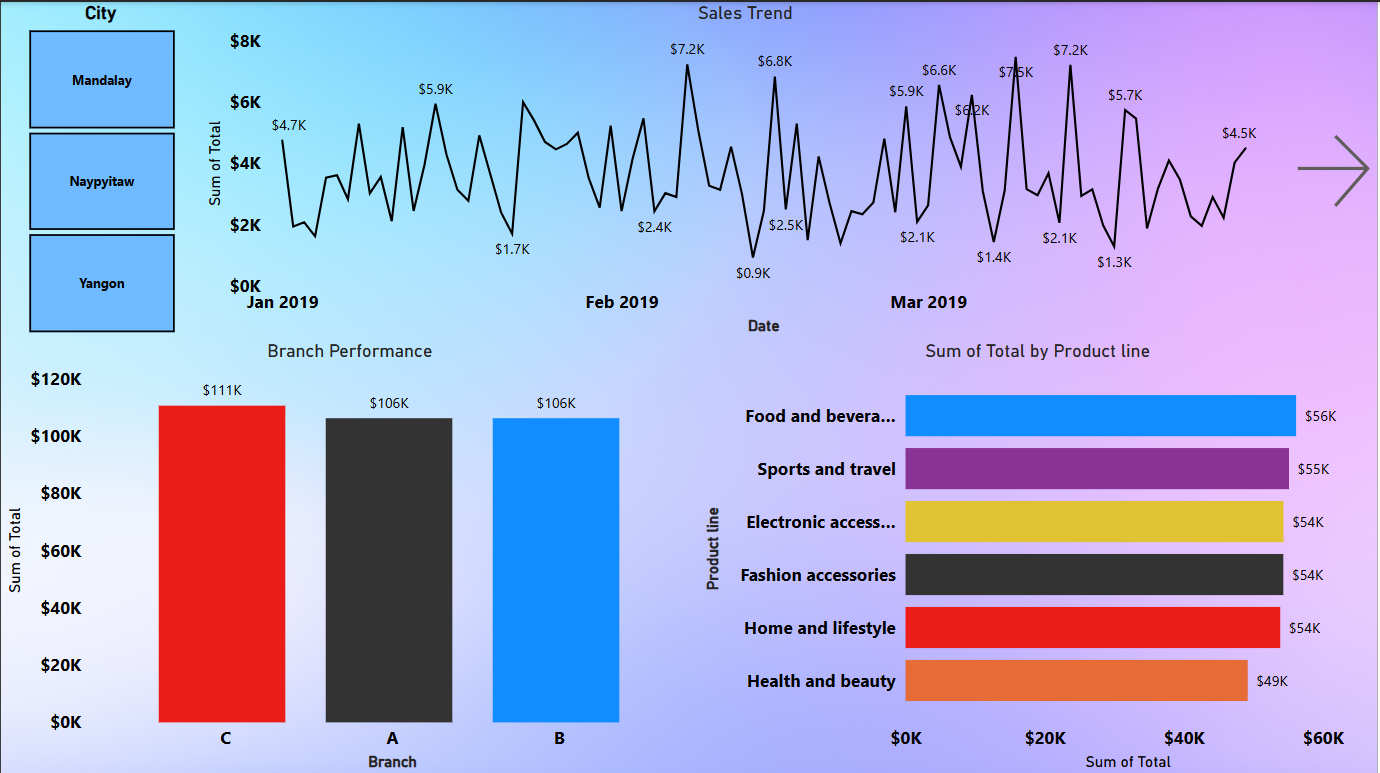 City
Mandalay
Naypyitaw
Yangon
Sales Trend
Sum of Total
$8K
$6K
$4K
$2K
$0K
$4.7K
$5.9K
$1.7K
$2.4K
$7.2K
$0.9K
$6.8K
$2.5K
$5.9K
$2.1K
$6.6K
$6.2K
$1.4K
$7.5K
$2.1K
$7.2K
$1.3K
$5.7K
$4.5K
Jan 2019
Feb 2019
Mar 2019
Date
Branch Performance
Sum of Total
$120K
$100K
$80K
$60K
$40K
$20K
$0K
$111K
$106K
$106K
C
A
B
Branch
Sum of Total by Product line
Product line
Food and bevera... $56K
Sports and travel $55K
Electronic access... $54K
Fashion accessories $54K
Home and lifestyle $54K
Health and beauty $49K
$0K $20K $40K $60K
Sum of Total